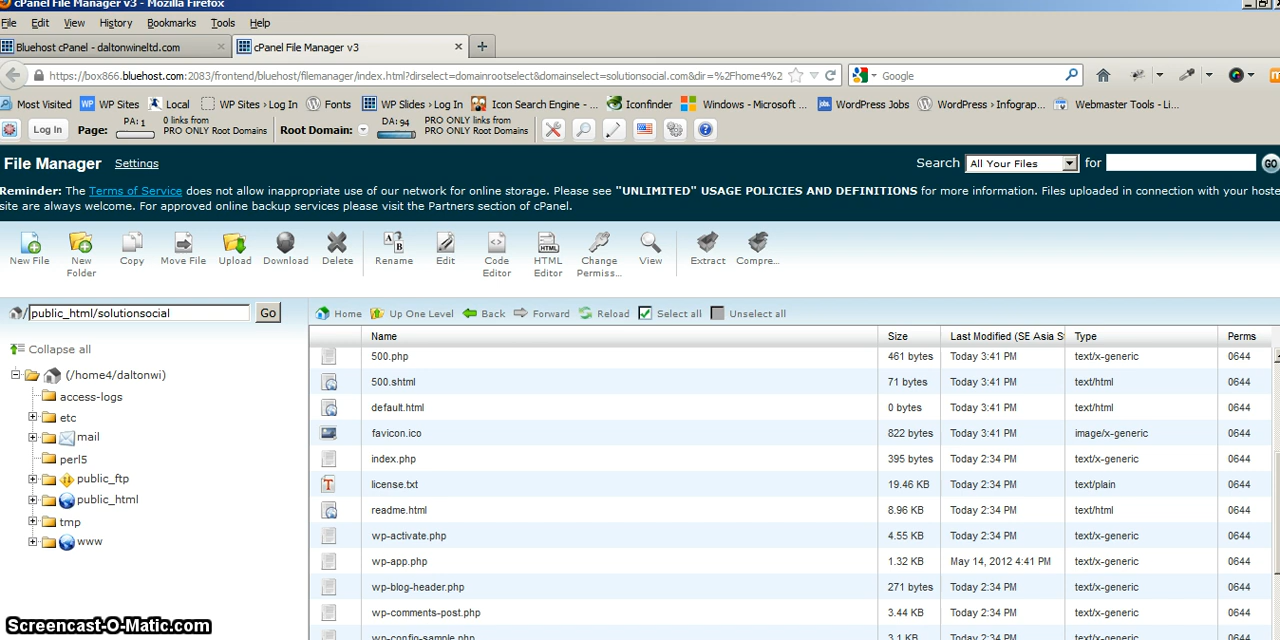 cPanel File Manager v3 - Mozilla Firefox
File Edit View History Bookmarks Tools Help
Bluehost cPanel - daltonwineltd.com × cPanel File Manager v3 × +
https://box866.bluehost.com:2083/frontend/bluehost/filemanager/index.html?dirselect=domainrootselect&domainselect=solutionsocial.com&dir=%2Fhome4%2 Google
Most Visited WP Sites Local WP Sites › Log In Fonts WP Slides › Log In Icon Search Engine - ... Iconfinder Windows - Microsoft ... WordPress Jobs WordPress › Infograp... Webmaster Tools - Li...
Log In Page: PA: 1 0 links from PRO ONLY Root Domains Root Domain: DA: 94 PRO ONLY links from PRO ONLY Root Domains
File Manager Settings Search All Your Files for GO
Reminder: The Terms of Service does not allow inappropriate use of our network for online storage. Please see "UNLIMITED" USAGE POLICIES AND DEFINITIONS for more information. Files uploaded in connection with your hoste
site are always welcome. For approved online backup services please visit the Partners section of cPanel.
New File New Folder Copy Move File Upload Download Delete Rename Edit Code Editor HTML HTML Editor Change Permiss... View Extract Compre...
/ public_html/solutionsocial Go
Home Up One Level Back Forward Reload Select all Unselect all
Collapse all
(/home4/daltonwi)
access-logs
etc
mail
perl5
public_ftp
public_html
tmp
www
Name Size Last Modified (SE Asia St Type Perms
500.php 461 bytes Today 3:41 PM text/x-generic 0644
500.shtml 71 bytes Today 3:41 PM text/html 0644
default.html 0 bytes Today 3:41 PM text/html 0644
favicon.ico 822 bytes Today 3:41 PM image/x-generic 0644
index.php 395 bytes Today 2:34 PM text/x-generic 0644
license.txt 19.46 KB Today 2:34 PM text/plain 0644
readme.html 8.96 KB Today 2:34 PM text/html 0644
wp-activate.php 4.55 KB Today 2:34 PM text/x-generic 0644
wp-app.php 1.32 KB May 14, 2012 4:41 PM text/x-generic 0644
wp-blog-header.php 271 bytes Today 2:34 PM text/x-generic 0644
wp-comments-post.php 3.44 KB Today 2:34 PM text/x-generic 0644
wp-config-sample.php 3.1 KB Today 2:34 PM text/x-generic 0644
Screencast-O-Matic.com